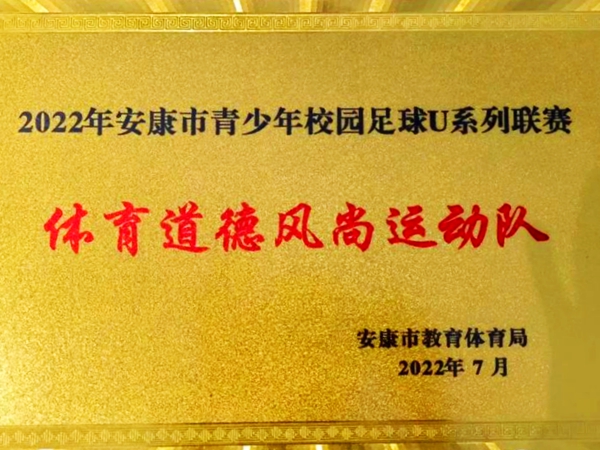 2022年安康市青少年校园足球U系列联赛
体育道德风尚运动队
安康市教育体育局
2022年 7 月